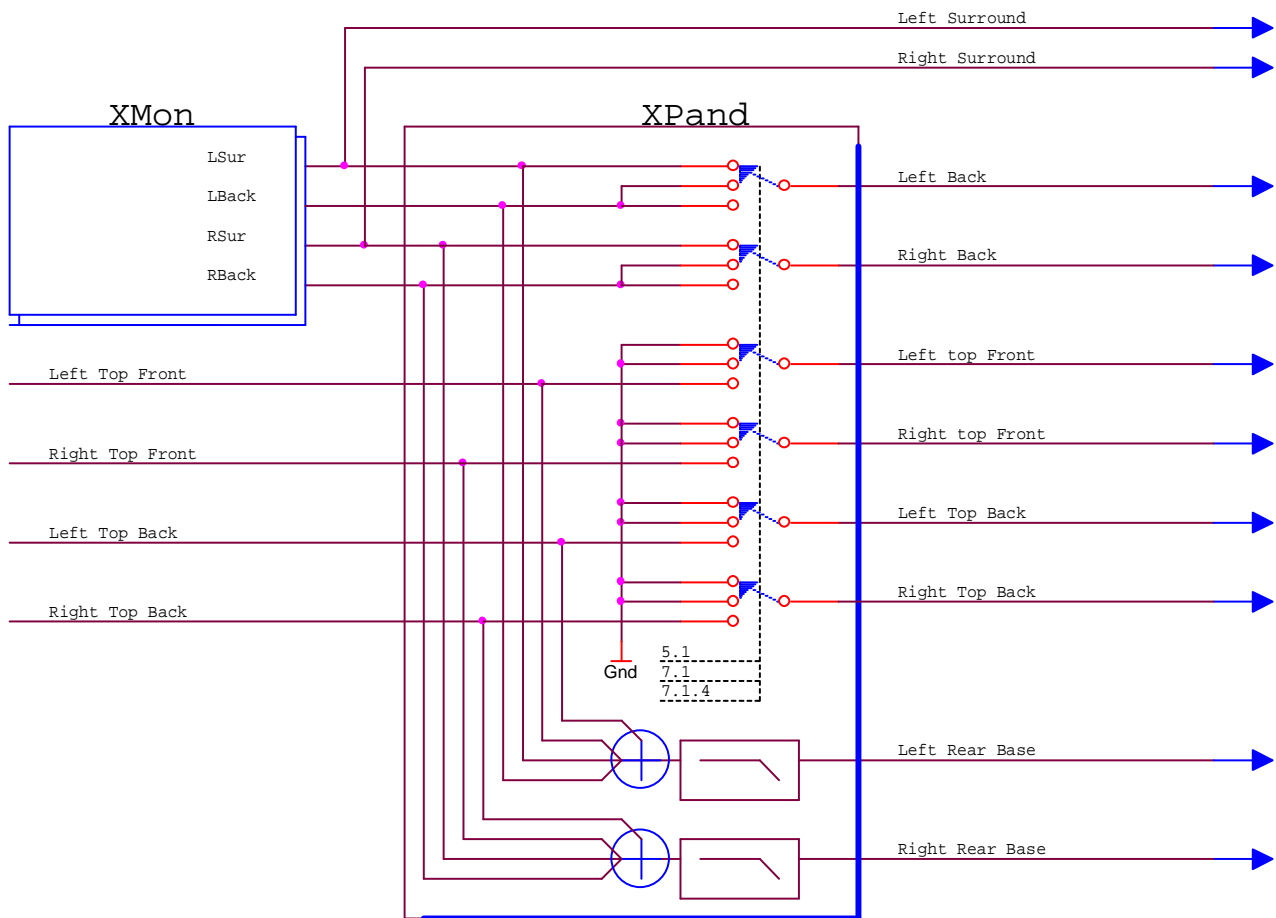 Left Surround
Right Surround
XMon
XPand
LSur
LBack
Left Back
RSur
Right Back
RBack
Left top Front
Left Top Front
Right top Front
Right Top Front
Left Top Back
Left Top Back
Right Top Back
Right Top Back
5.1
Gnd
7.1
7.1.4
Left Rear Base
Right Rear Base